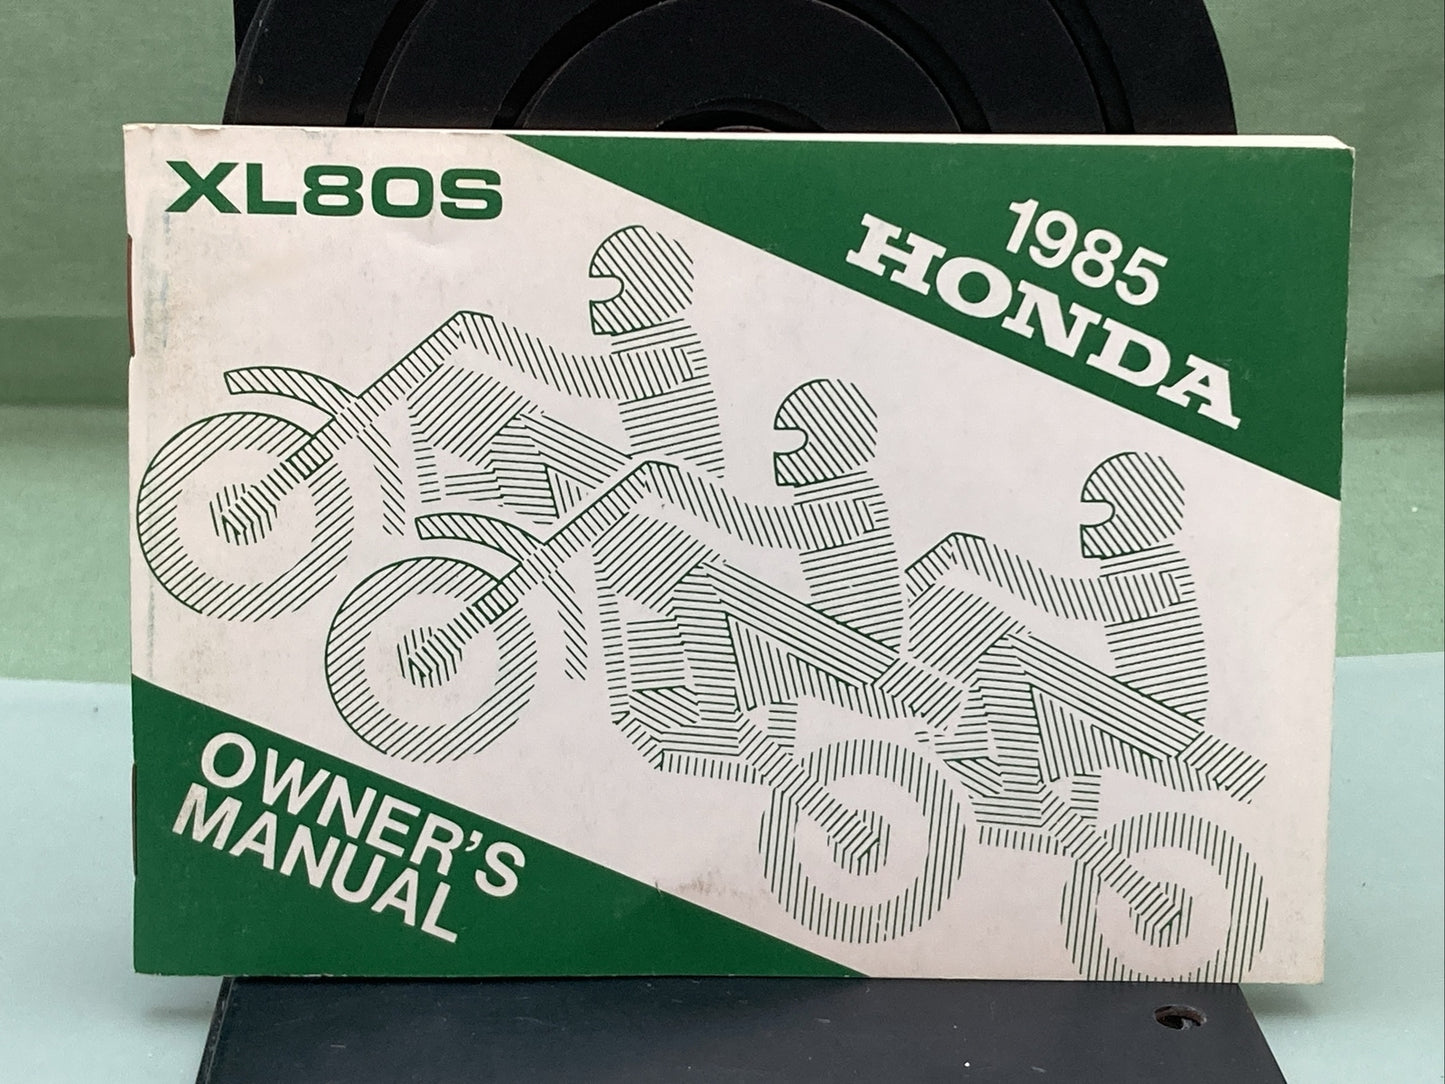 XL80S
1985
HONDA
OWNER'S
MANUAL